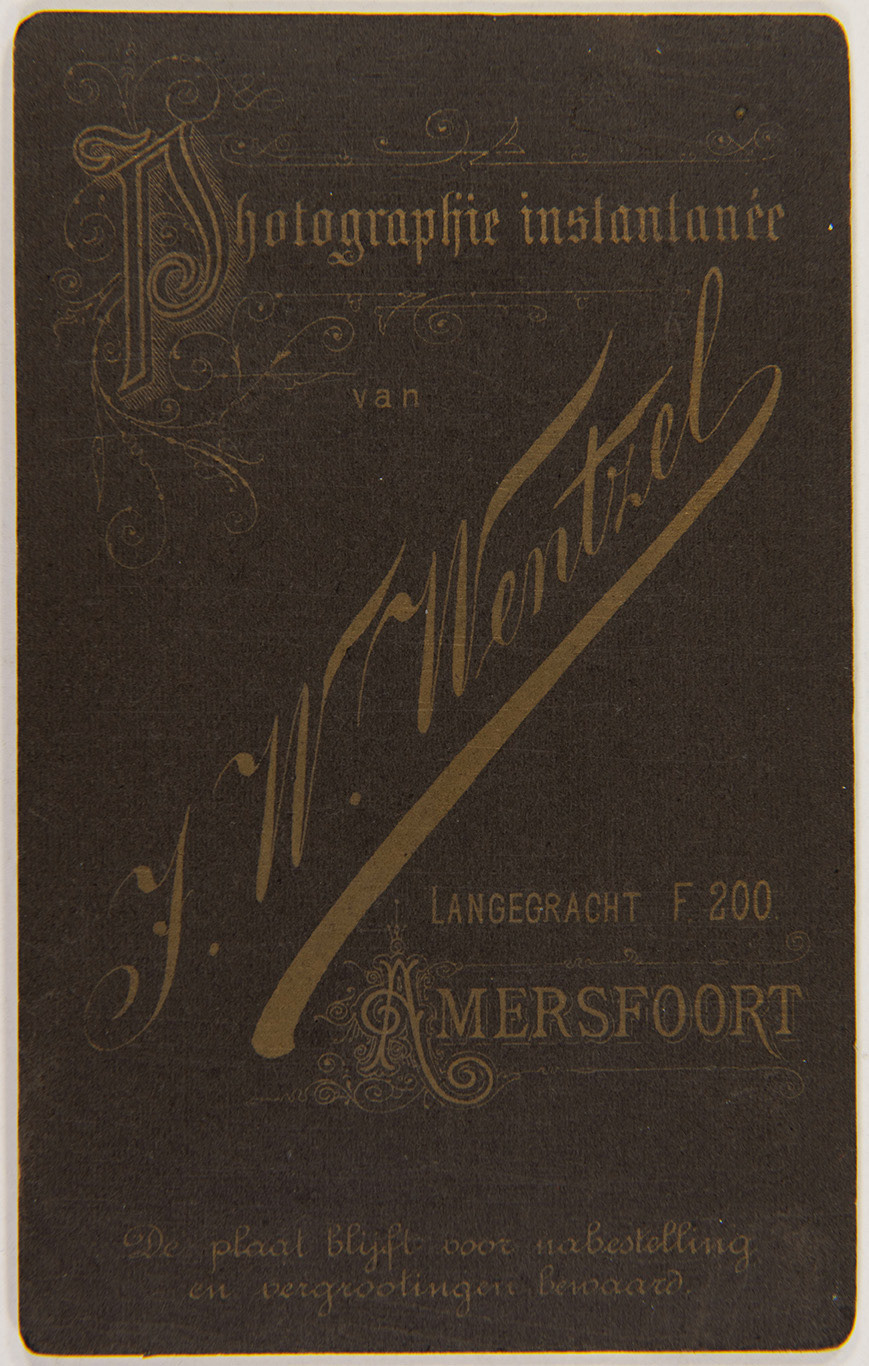 Photographie instantanée
van
J. W. Wentzel
LANGEGRACHT F. 200.
AMERSFOORT
De plaat blijft voor nabestelling
en vergrootingen bewaard.